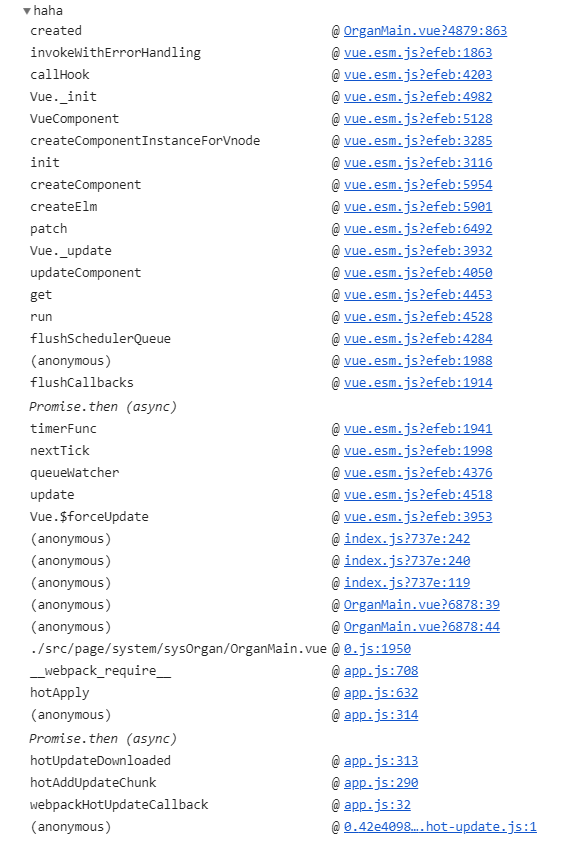 ▼haha
created @ OrganMain.vue?4879:863
invokeWithErrorHandling @ vue.esm.js?efeb:1863
callHook @ vue.esm.js?efeb:4203
Vue._init @ vue.esm.js?efeb:4982
VueComponent @ vue.esm.js?efeb:5128
createComponentInstanceForVnode @ vue.esm.js?efeb:3285
init @ vue.esm.js?efeb:3116
createComponent @ vue.esm.js?efeb:5954
createElm @ vue.esm.js?efeb:5901
patch @ vue.esm.js?efeb:6492
Vue._update @ vue.esm.js?efeb:3932
updateComponent @ vue.esm.js?efeb:4050
get @ vue.esm.js?efeb:4453
run @ vue.esm.js?efeb:4528
flushSchedulerQueue @ vue.esm.js?efeb:4284
(anonymous) @ vue.esm.js?efeb:1988
flushCallbacks @ vue.esm.js?efeb:1914
Promise.then (async)
timerFunc @ vue.esm.js?efeb:1941
nextTick @ vue.esm.js?efeb:1998
queueWatcher @ vue.esm.js?efeb:4376
update @ vue.esm.js?efeb:4518
Vue.$forceUpdate @ vue.esm.js?efeb:3953
(anonymous) @ index.js?737e:242
(anonymous) @ index.js?737e:240
(anonymous) @ index.js?737e:119
(anonymous) @ OrganMain.vue?6878:39
(anonymous) @ OrganMain.vue?6878:44
./src/page/system/sysOrgan/OrganMain.vue @ 0.js:1950
__webpack_require__ @ app.js:708
hotApply @ app.js:632
(anonymous) @ app.js:314
Promise.then (async)
hotUpdateDownloaded @ app.js:313
hotAddUpdateChunk @ app.js:290
webpackHotUpdateCallback @ app.js:32
(anonymous) @ 0.42e4098….hot-update.js:1